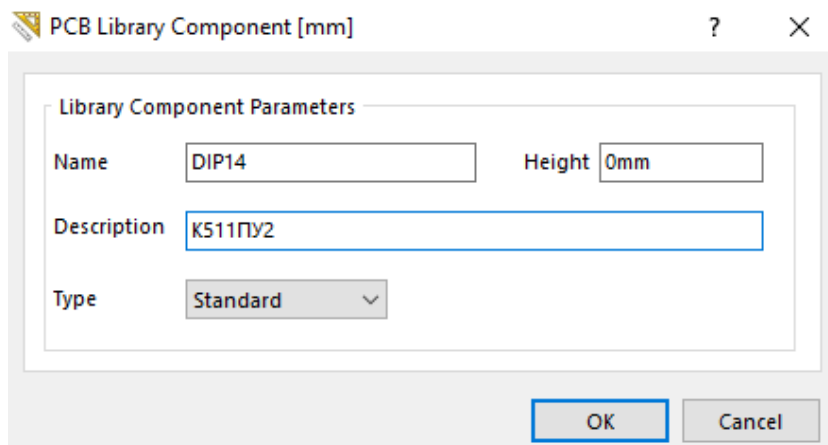 PCB Library Component [mm]
?
Library Component Parameters
Name DIP14 Height 0mm
Description К511ПУ2
Type Standard
OK Cancel